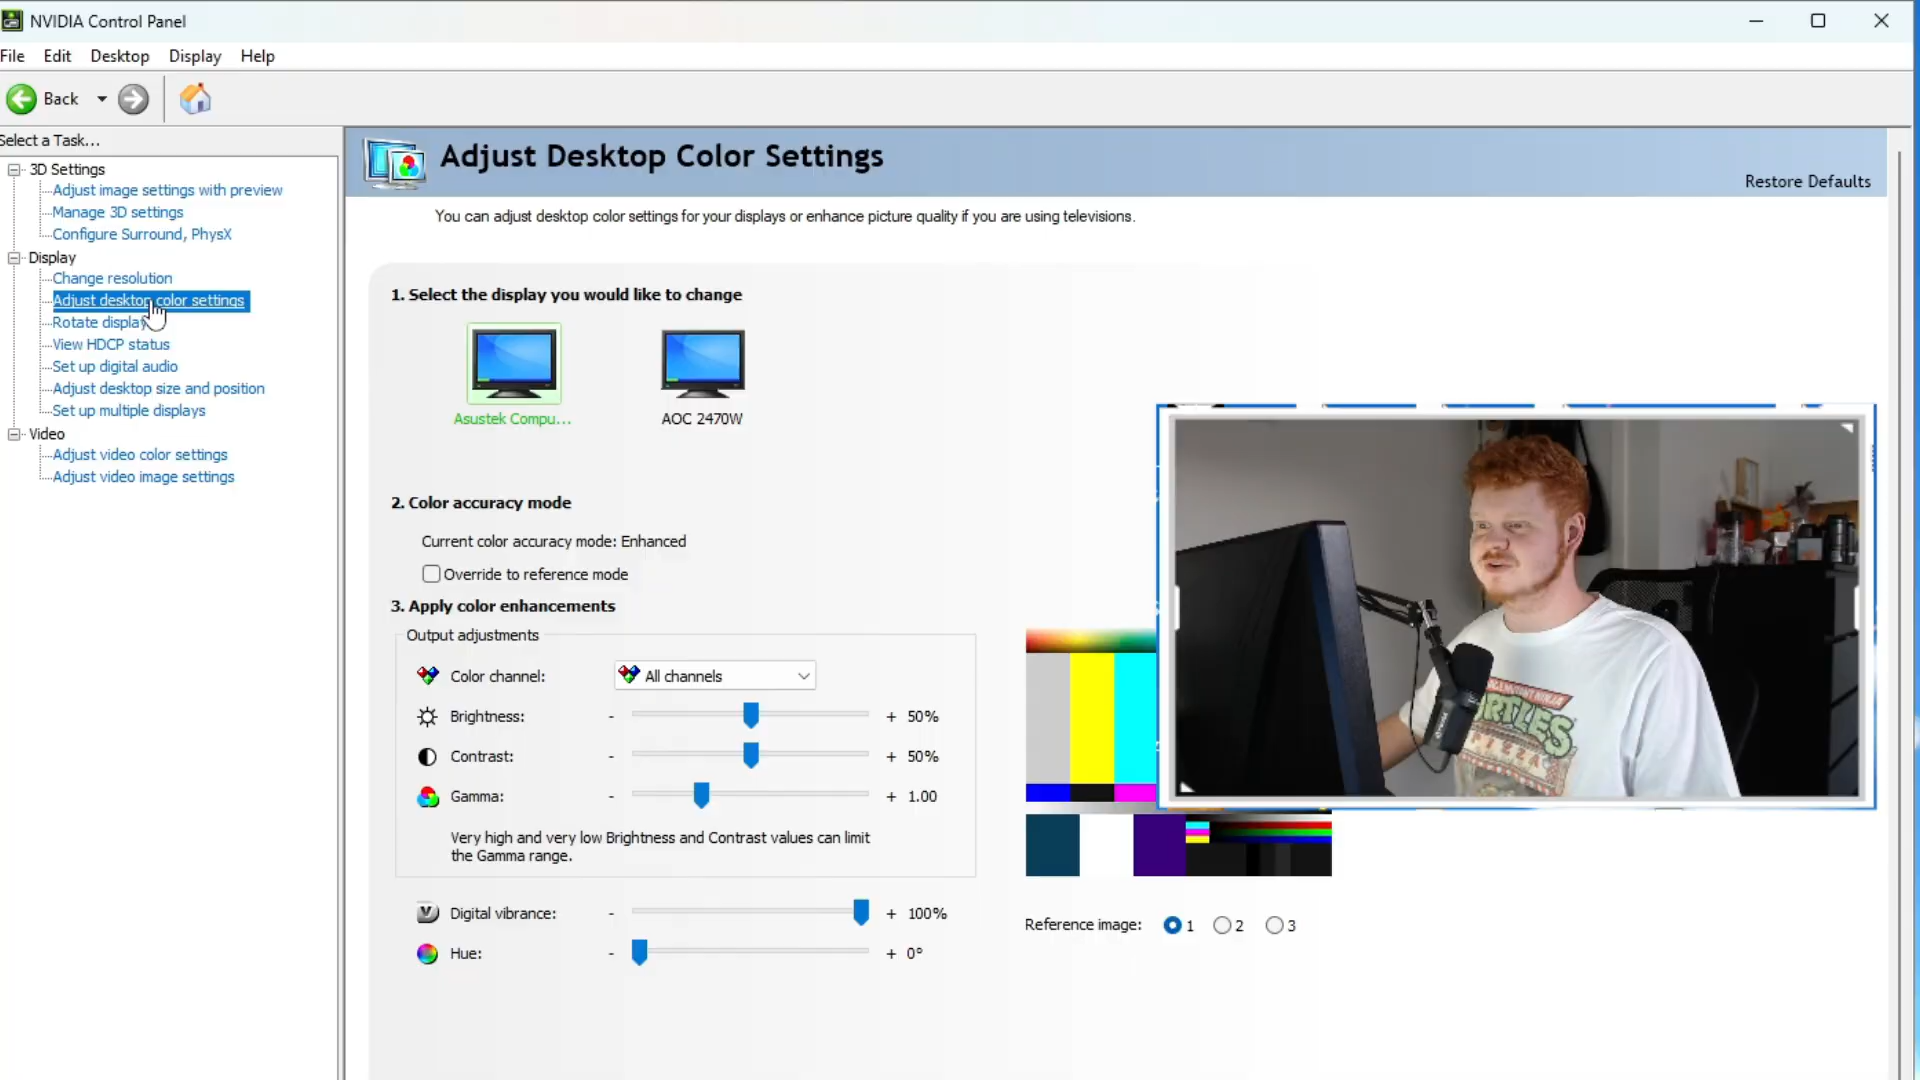 NVIDIA Control Panel
File Edit Desktop Display Help
Back
Select a Task...
3D Settings
Adjust image settings with preview
Manage 3D settings
Configure Surround, PhysX
Display
Change resolution
Adjust desktop color settings
Rotate display
View HDCP status
Set up digital audio
Adjust desktop size and position
Set up multiple displays
Video
Adjust video color settings
Adjust video image settings
Adjust Desktop Color Settings
Restore Defaults
You can adjust desktop color settings for your displays or enhance picture quality if you are using televisions.
1. Select the display you would like to change
Asustek Compu...
AOC 2470W
2. Color accuracy mode
Current color accuracy mode: Enhanced
Override to reference mode
3. Apply color enhancements
Output adjustments
Color channel: All channels
Brightness: - + 50%
Contrast: - + 50%
Gamma: - + 1.00
Very high and very low Brightness and Contrast values can limit
the Gamma range.
Digital vibrance: - + 100%
Hue: - + 0°
Reference image: 1 2 3
TURTLES
PIZZA